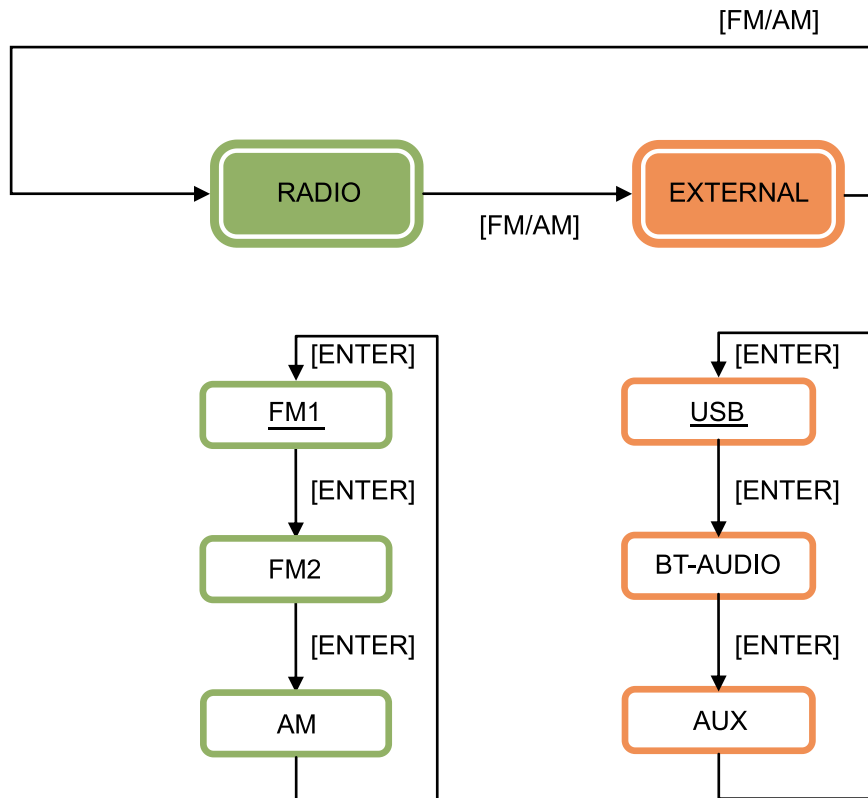 [FM/AM]
RADIO
EXTERNAL
[FM/AM]
[ENTER]
FM1
[ENTER]
FM2
[ENTER]
AM
[ENTER]
USB
[ENTER]
BT-AUDIO
[ENTER]
AUX